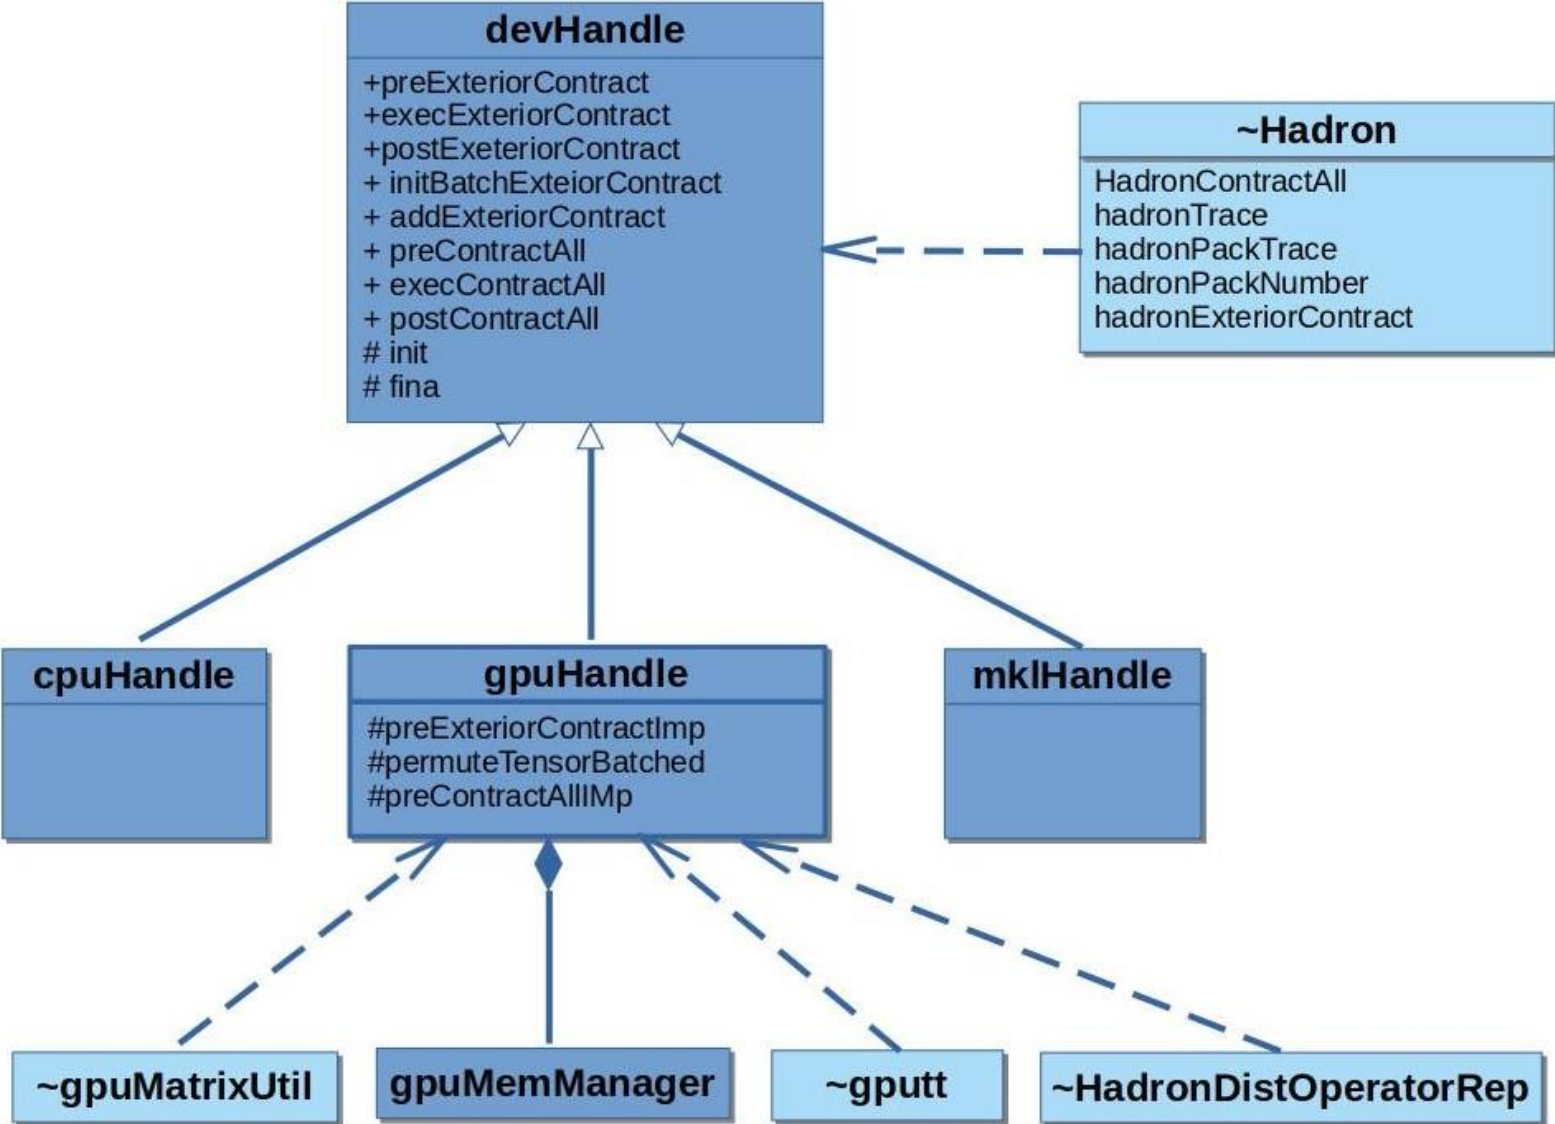 devHandle
+preExteriorContract
+execExteriorContract
+postExeteriorContract
+ initBatchExteiorContract
+ addExteriorContract
+ preContractAll
+ execContractAll
+ postContractAll
# init
# fina
~Hadron
HadronContractAll
hadronTrace
hadronPackTrace
hadronPackNumber
hadronExteriorContract
cpuHandle
gpuHandle
#preExteriorContractImp
#permuteTensorBatched
#preContractAllIMp
mklHandle
~gpuMatrixUtil
gpuMemManager
~gputt
~HadronDistOperatorRep